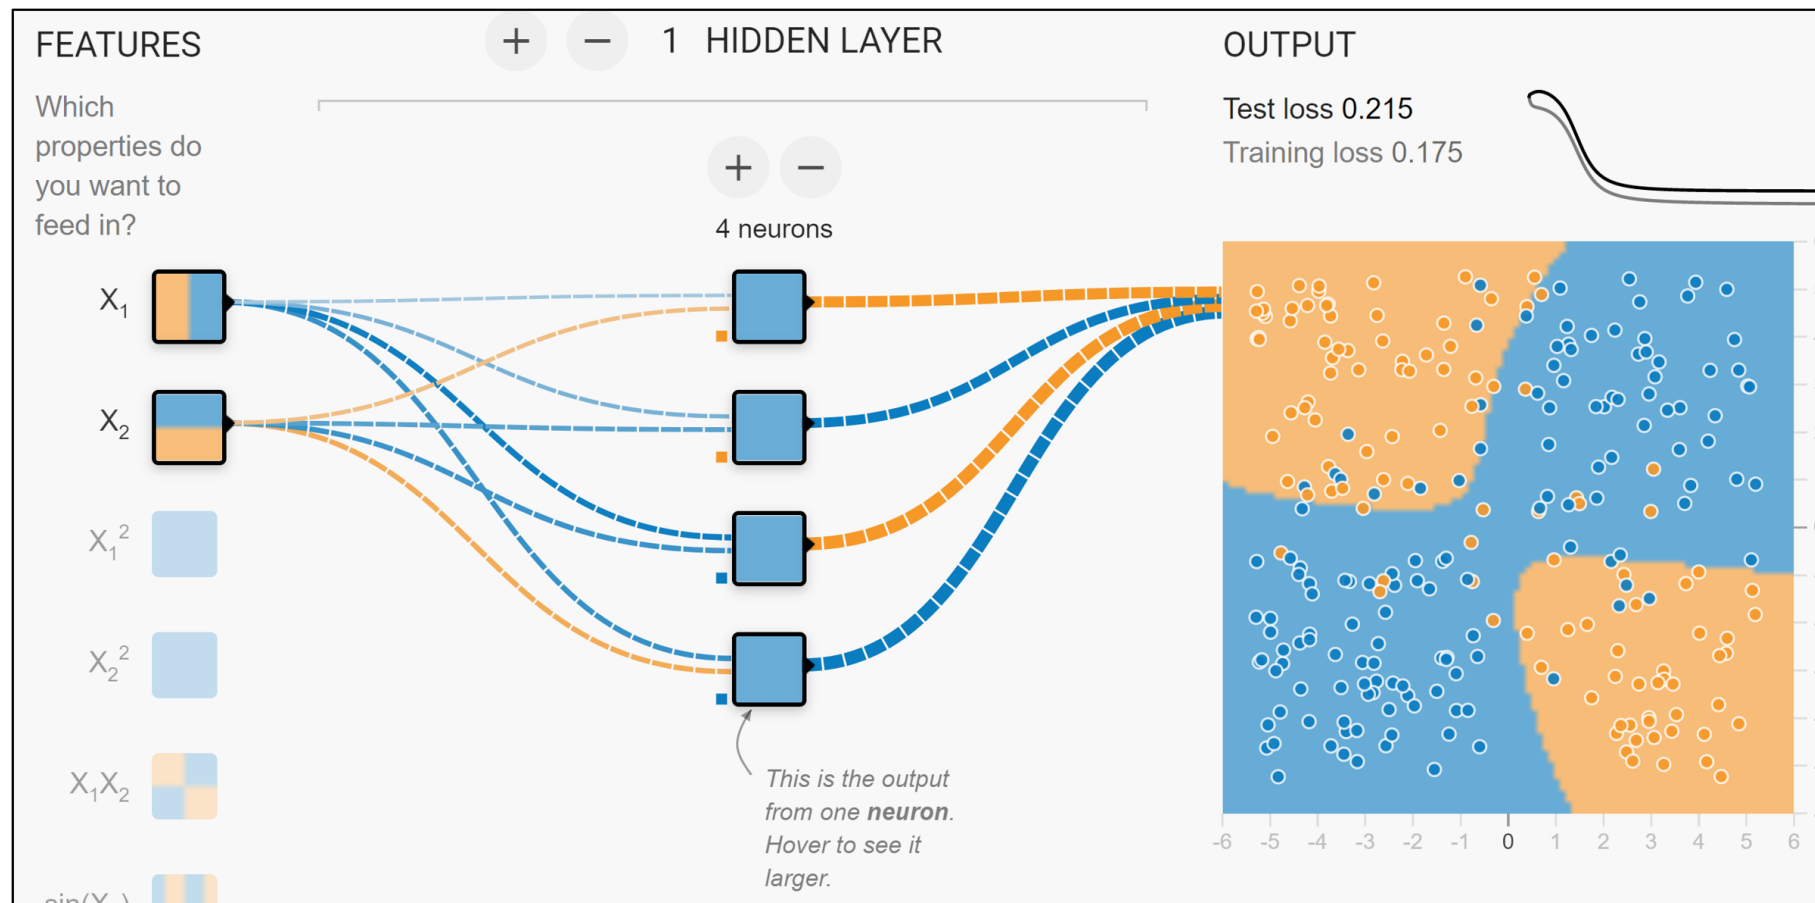 FEATURES
+ − 1 HIDDEN LAYER
OUTPUT
Which
properties do
you want to
feed in?
Test loss 0.215
Training loss 0.175
+ −
4 neurons
X₁
X₂
X₁²
X₂²
X₁X₂
This is the output
from one neuron.
Hover to see it
larger.
-6 -5 -4 -3 -2 -1 0 1 2 3 4 5 6